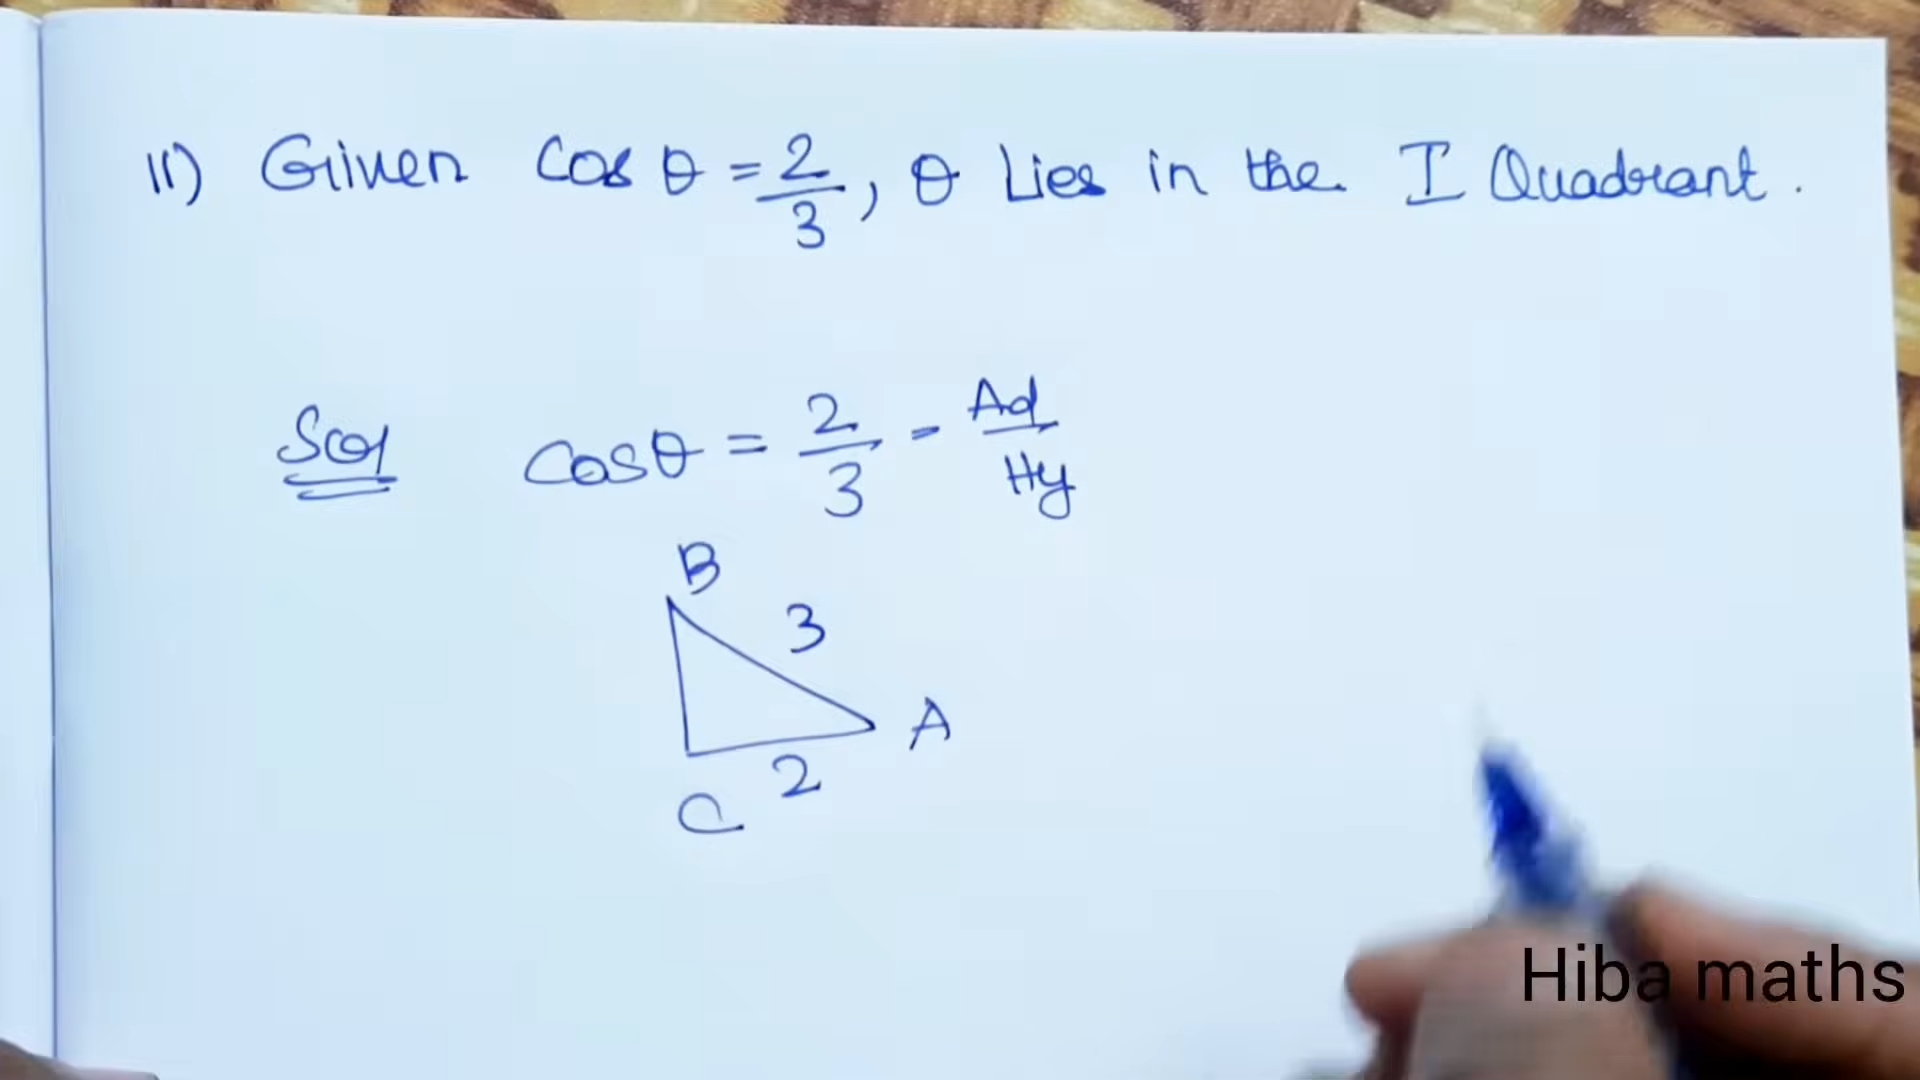 11) Given Cos θ = 2/3, θ Lies in the I Quadrant.
Sol Cosθ = 2/3 - Ad/Hy
B
3
A
2
C
Hiba maths